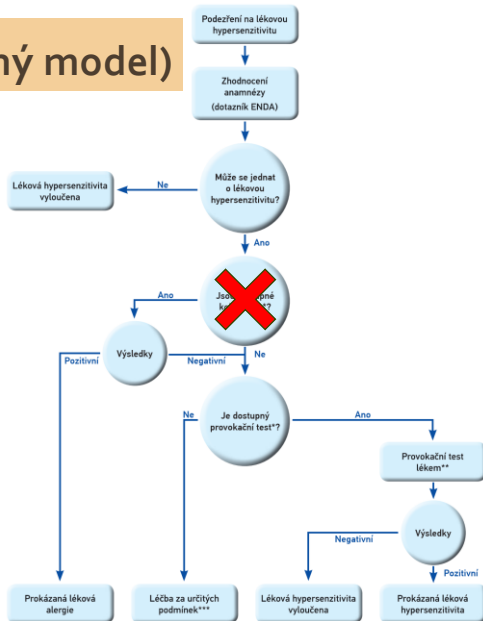 ný model)
Podezření na lékovou
hypersenzitivitu
Zhodnocení
anamnézy
(dotazník ENDA)
Může se jednat
o lékovou
hypersenzitivitu?
Ne
Léková hypersenzitivita
vyloučena
Ano
Ano
Výsledky
Pozitivní
Negativní
Ne
Je dostupný
provokační test*?
Ne
Ano
Provokační test
lékem**
Výsledky
Negativní
Pozitivní
Prokázaná léková
alergie
Léčba za určitých
podmínek***
Léková hypersenzitivita
vyloučena
Prokázaná léková
hypersenzitivita